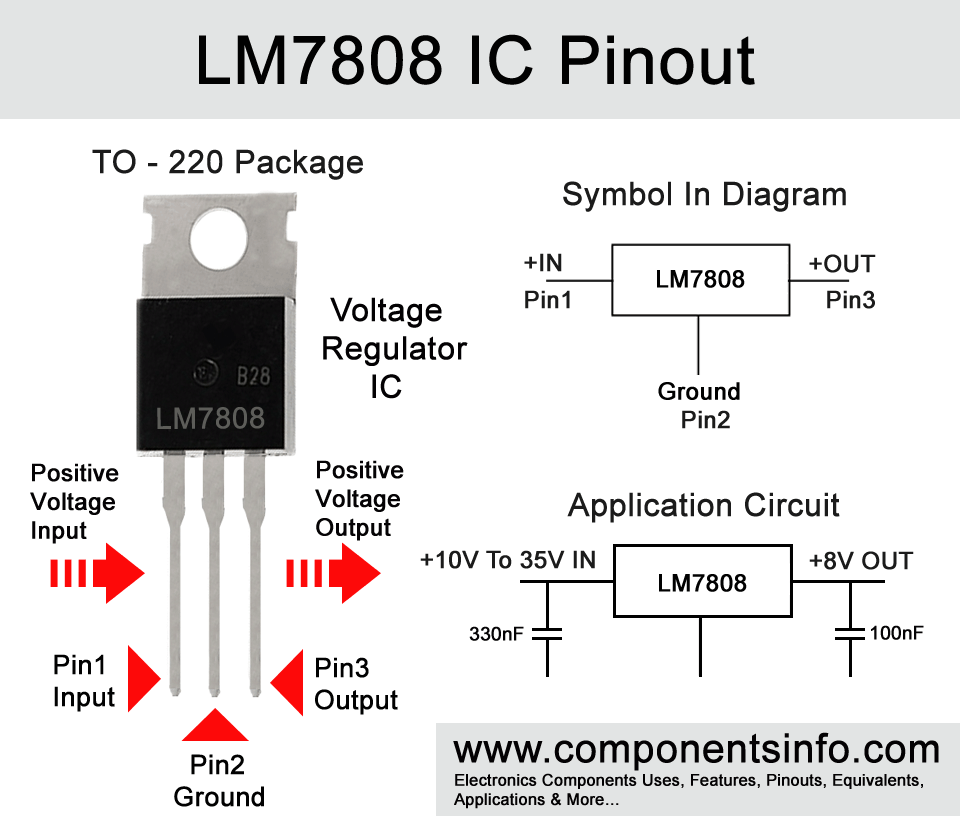 LM7808 IC Pinout
TO - 220 Package
B28
LM7808
Voltage
Regulator
IC
Positive
Voltage
Input
Positive
Voltage
Output
Pin1
Input
Pin2
Ground
Pin3
Output
Symbol In Diagram
+IN
Pin1
LM7808
+OUT
Pin3
Ground
Pin2
Application Circuit
+10V To 35V IN
LM7808
+8V OUT
330nF
100nF
www.componentsinfo.com
Electronics Components Uses, Features, Pinouts, Equivalents,
Applications & More...